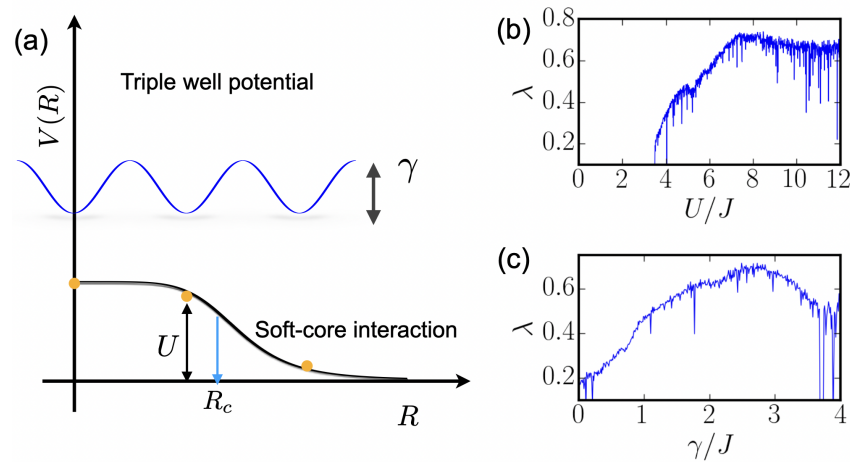 (a)
Triple well potential
V(R)
γ
Soft-core interaction
U
R_c
R
(b)
λ
0.8
0.6
0.4
0.2
0 2 4 6 8 10 12
U/J
(c)
λ
0.6
0.4
0.2
0 1 2 3 4
γ/J